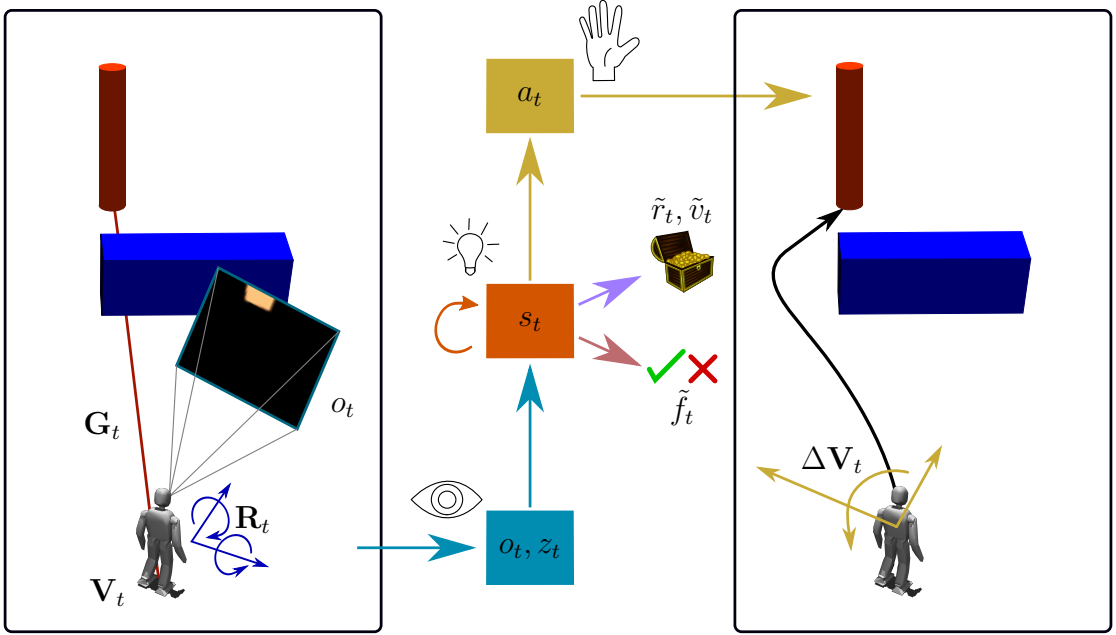 G_t
o_t
R_t
V_t
a_t
r̃_t, ṽ_t
s_t
f̃_t
o_t, z_t
ΔV_t